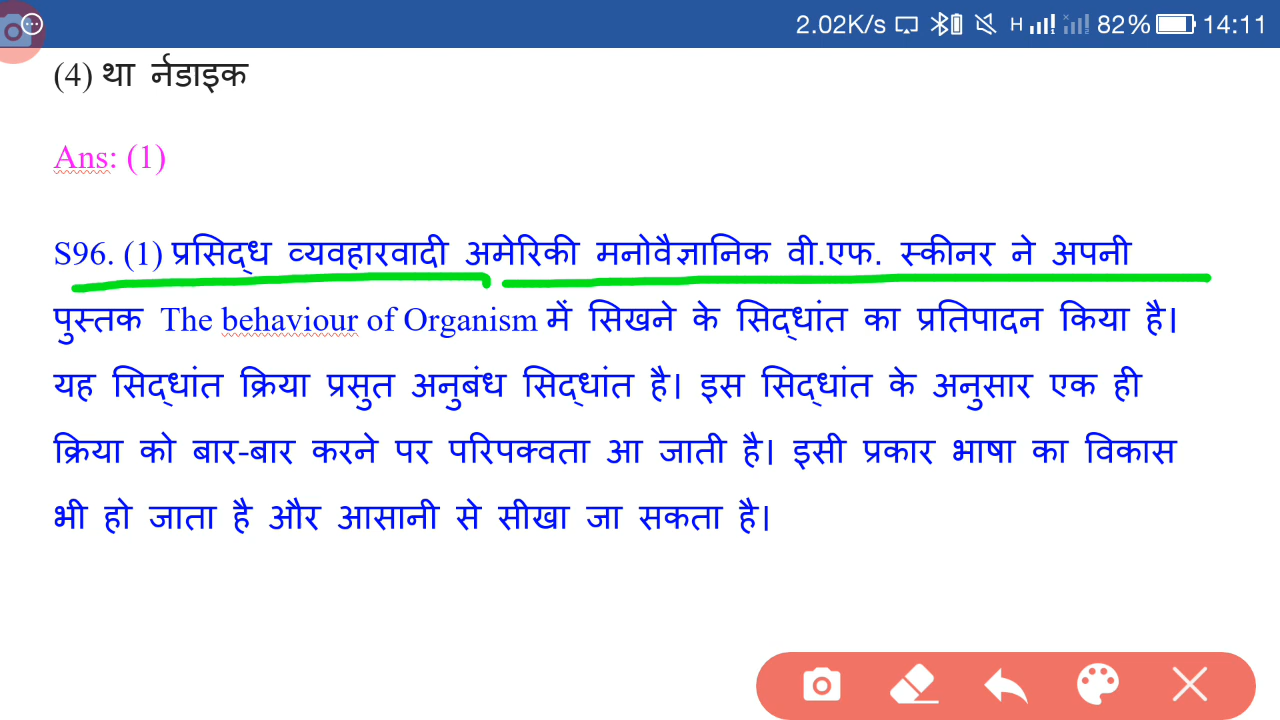 2.02K/s H 82% 14:11
(4) था र्नडाइक
Ans: (1)
S96. (1) प्रसिद्ध व्यवहारवादी अमेरिकी मनोवैज्ञानिक वी.एफ. स्कीनर ने अपनी
पुस्तक The behaviour of Organism में सिखने के सिद्धांत का प्रतिपादन किया है।
यह सिद्धांत क्रिया प्रसुत अनुबंध सिद्धांत है। इस सिद्धांत के अनुसार एक ही
क्रिया को बार-बार करने पर परिपक्वता आ जाती है। इसी प्रकार भाषा का विकास
भी हो जाता है और आसानी से सीखा जा सकता है।